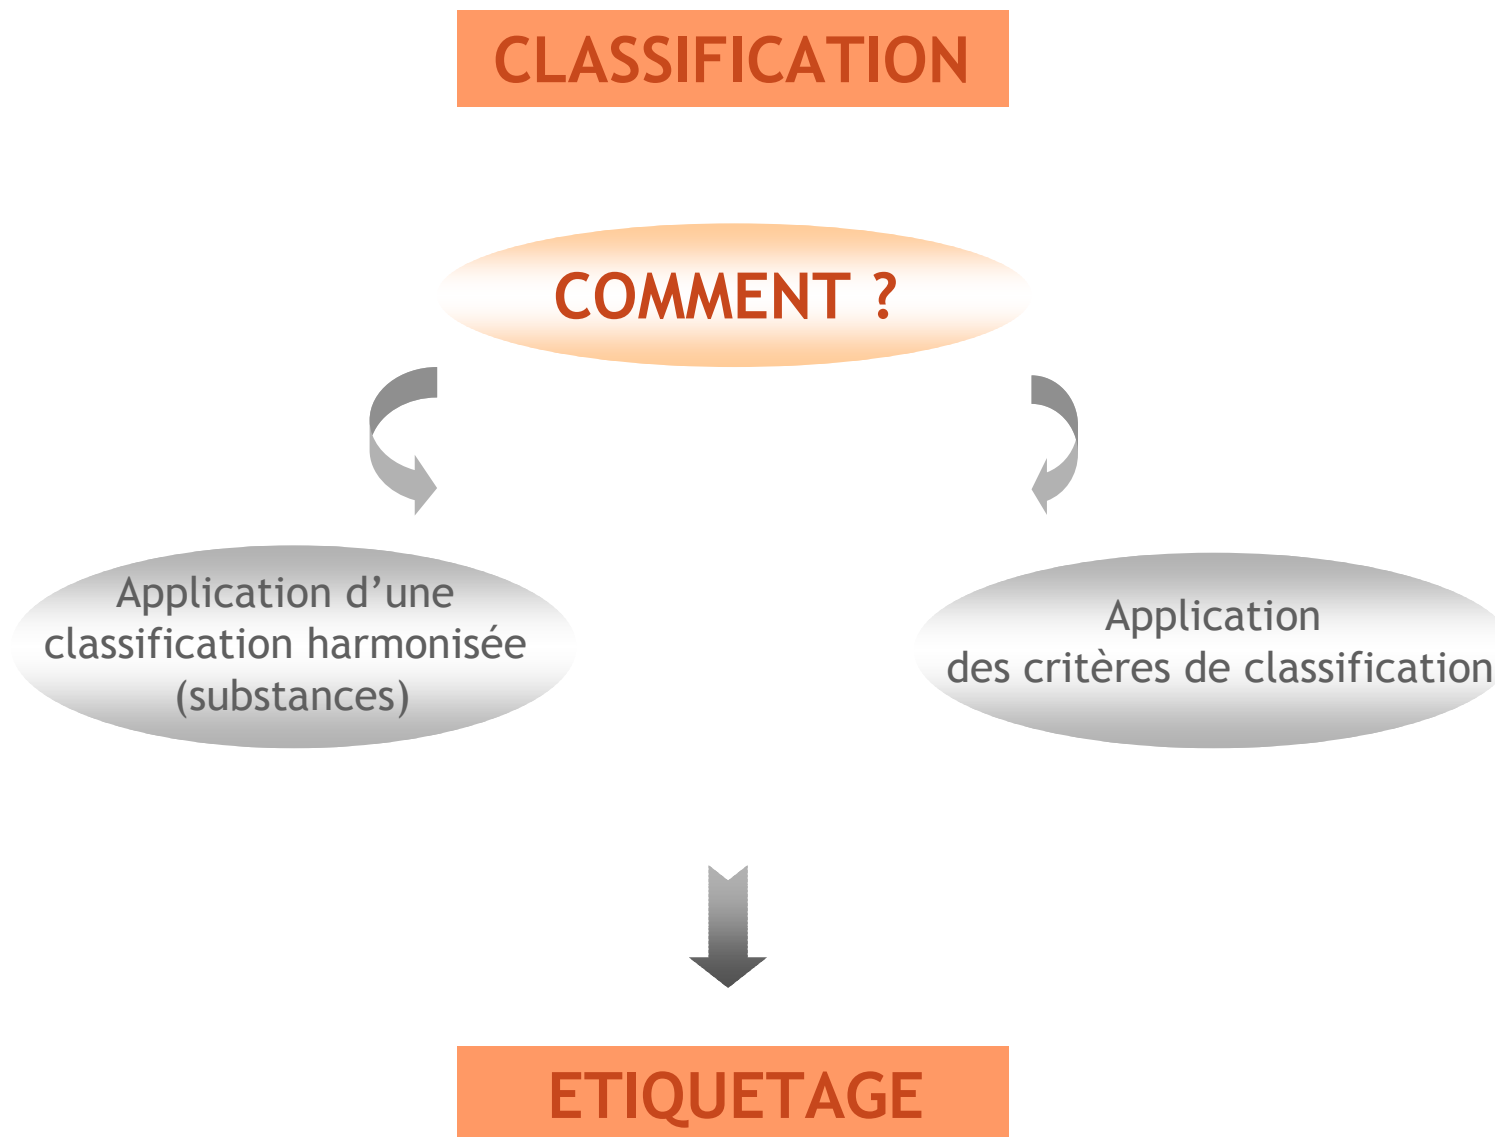 CLASSIFICATION
COMMENT ?
Application d’une
classification harmonisée
(substances)
Application
des critères de classification
ETIQUETAGE